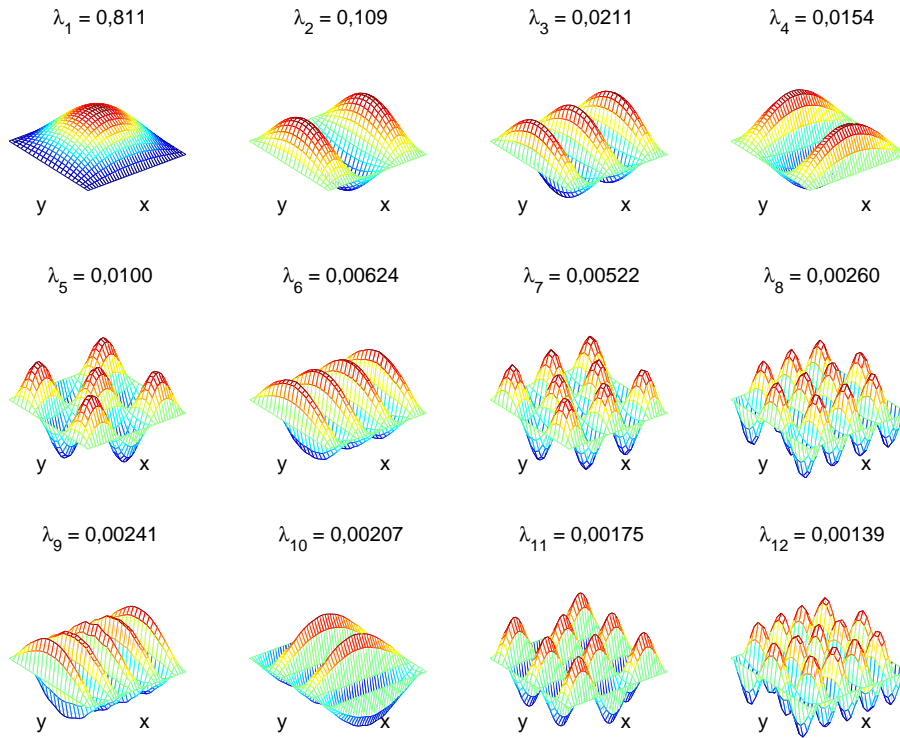 λ1 = 0,811
λ2 = 0,109
λ3 = 0,0211
λ4 = 0,0154
y x
y x
y x
y x
λ5 = 0,0100
λ6 = 0,00624
λ7 = 0,00522
λ8 = 0,00260
y x
y x
y x
y x
λ9 = 0,00241
λ10 = 0,00207
λ11 = 0,00175
λ12 = 0,00139
y x
y x
y x
y x